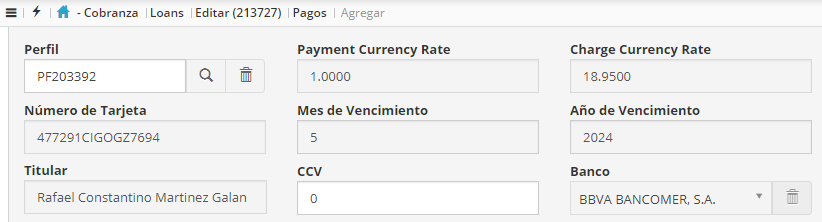 - Cobranza Loans Editar (213727) Pagos Agregar
Perfil Payment Currency Rate Charge Currency Rate
PF203392 1.0000 18.9500
Número de Tarjeta Mes de Vencimiento Año de Vencimiento
477291CIGOGZ7694 5 2024
Titular CCV Banco
Rafael Constantino Martinez Galan 0 BBVA BANCOMER, S.A.